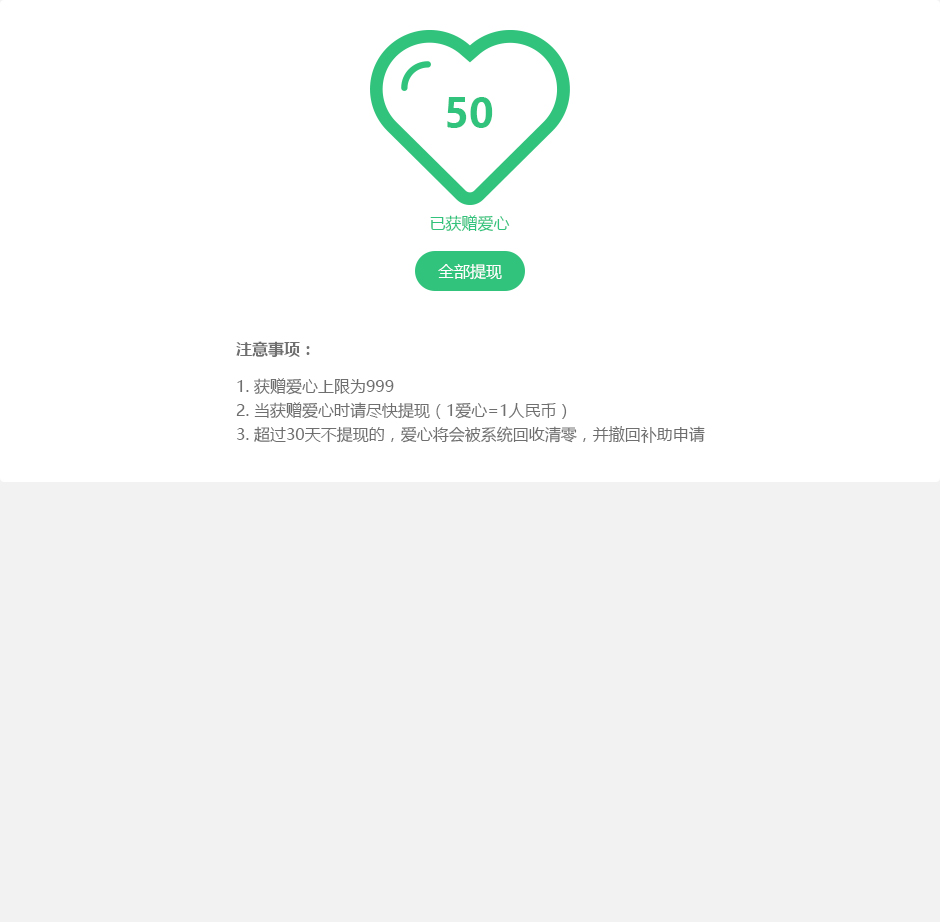 50
已获赠爱心
全部提现
注意事项：
1. 获赠爱心上限为999
2. 当获赠爱心时请尽快提现（1爱心=1人民币）
3. 超过30天不提现的，爱心将会被系统回收清零，并撤回补助申请